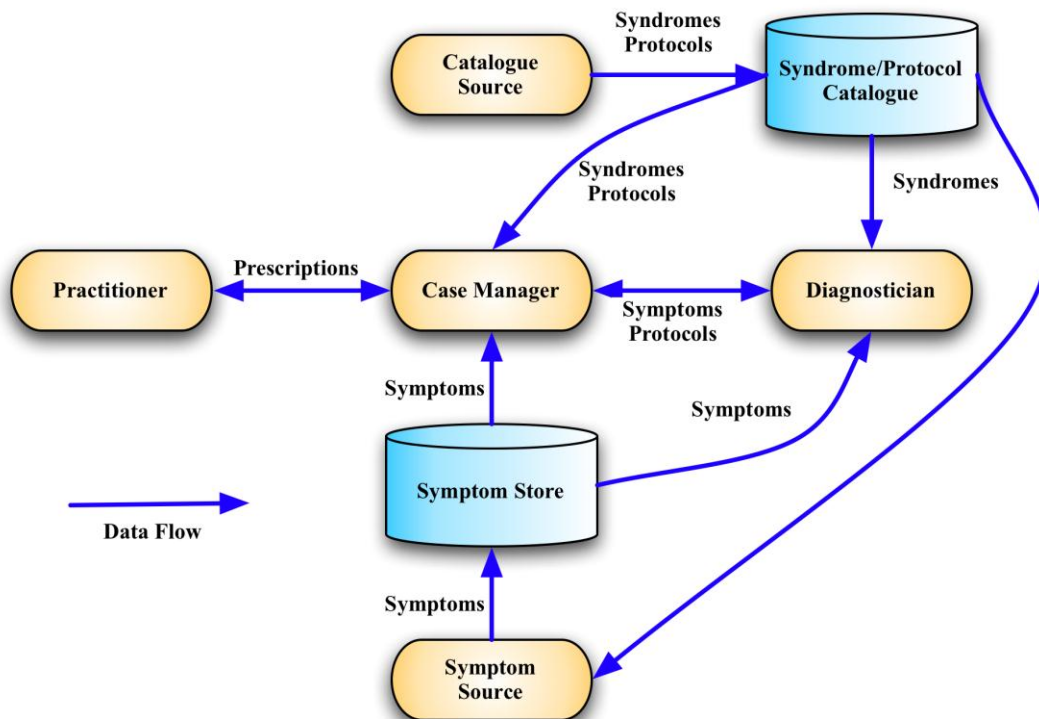 Syndromes
Protocols
Catalogue
Source
Syndrome/Protocol
Catalogue
Syndromes
Protocols
Syndromes
Practitioner
Prescriptions
Case Manager
Symptoms
Protocols
Diagnostician
Symptoms
Symptoms
Symptom Store
Data Flow
Symptoms
Symptom
Source